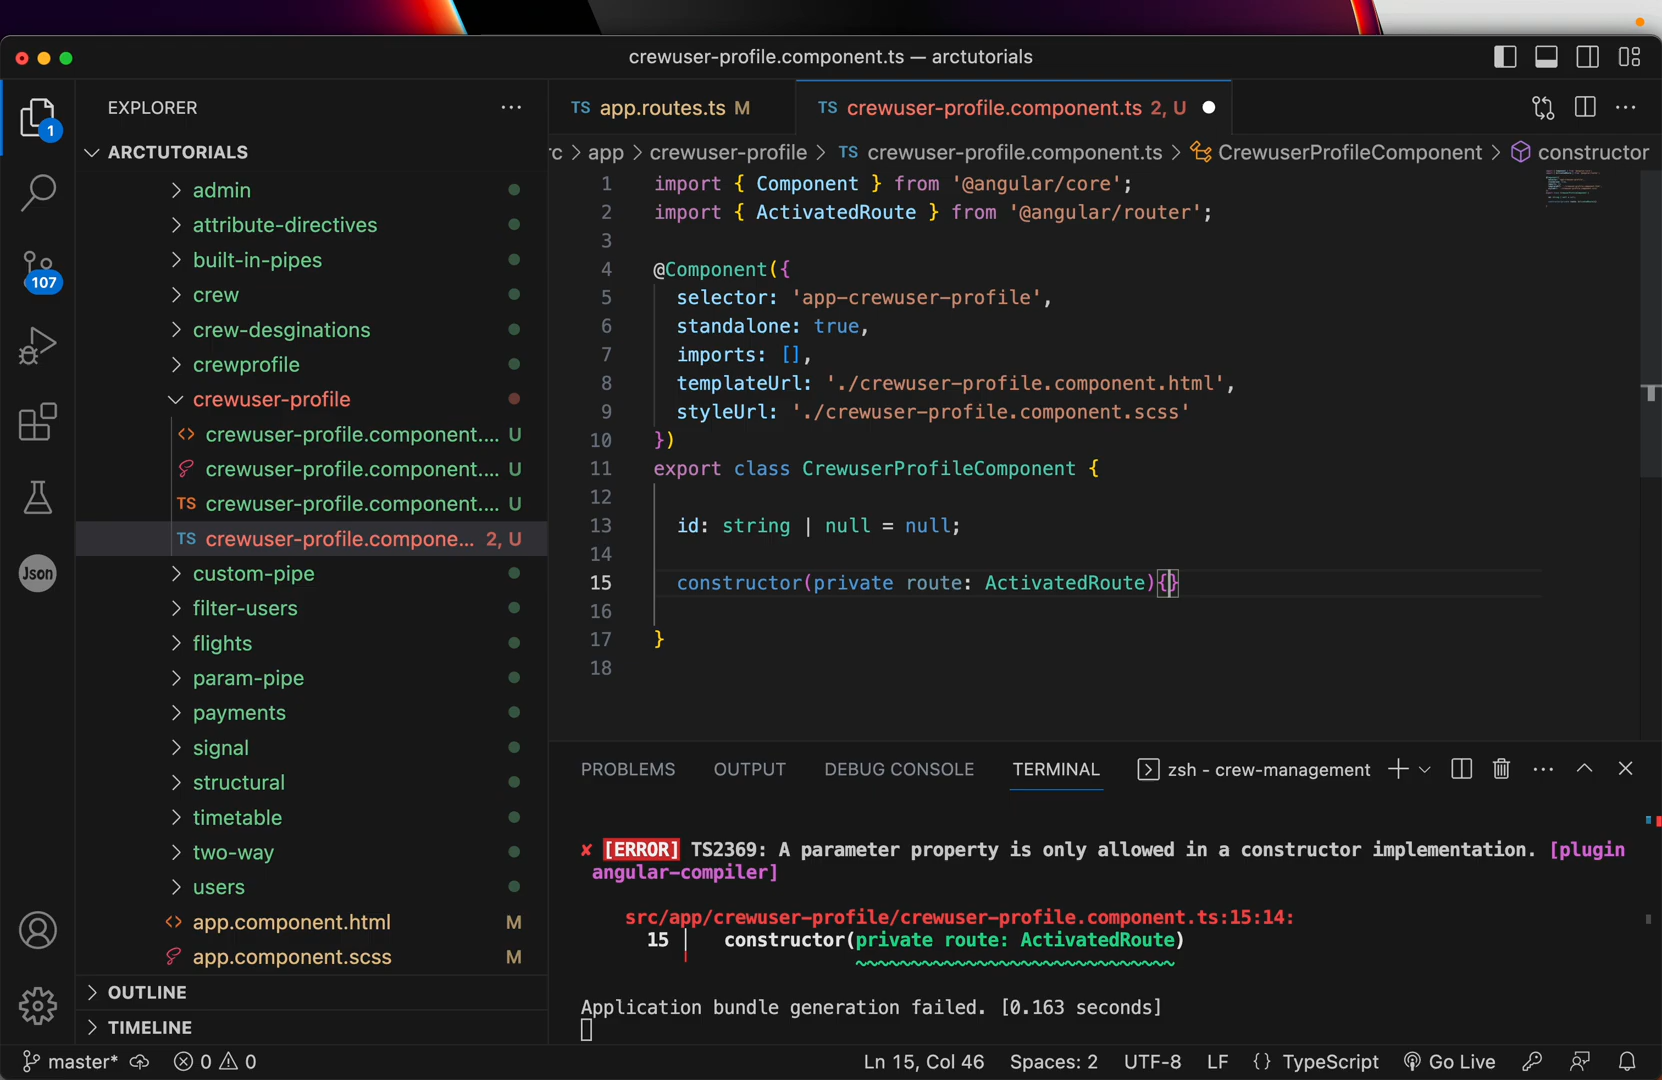 crewuser-profile.component.ts — arctutorials
EXPLORER
TS app.routes.ts M
TS crewuser-profile.component.ts 2, U
1
ARCTUTORIALS
rc > app > crewuser-profile > TS crewuser-profile.component.ts > CrewuserProfileComponent > constructor
admin
attribute-directives
built-in-pipes
107
crew
crew-desginations
crewprofile
crewuser-profile
crewuser-profile.component.... U
crewuser-profile.component.... U
TS crewuser-profile.component.... U
TS crewuser-profile.compone... 2, U
Json
custom-pipe
filter-users
flights
param-pipe
payments
signal
structural
timetable
two-way
users
app.component.html M
app.component.scss M
OUTLINE
TIMELINE
1 import { Component } from '@angular/core';
2 import { ActivatedRoute } from '@angular/router';
3
4 @Component({
5 selector: 'app-crewuser-profile',
6 standalone: true,
7 imports: [],
8 templateUrl: './crewuser-profile.component.html',
9 styleUrl: './crewuser-profile.component.scss'
10 })
11 export class CrewuserProfileComponent {
12
13 id: string | null = null;
14
15 constructor(private route: ActivatedRoute){}
16
17 }
18
PROBLEMS OUTPUT DEBUG CONSOLE TERMINAL zsh - crew-management
✘ [ERROR] TS2369: A parameter property is only allowed in a constructor implementation. [plugin
angular-compiler]
src/app/crewuser-profile/crewuser-profile.component.ts:15:14:
15 │ constructor(private route: ActivatedRoute)
Application bundle generation failed. [0.163 seconds]
master* 0 0 Ln 15, Col 46 Spaces: 2 UTF-8 LF {} TypeScript Go Live